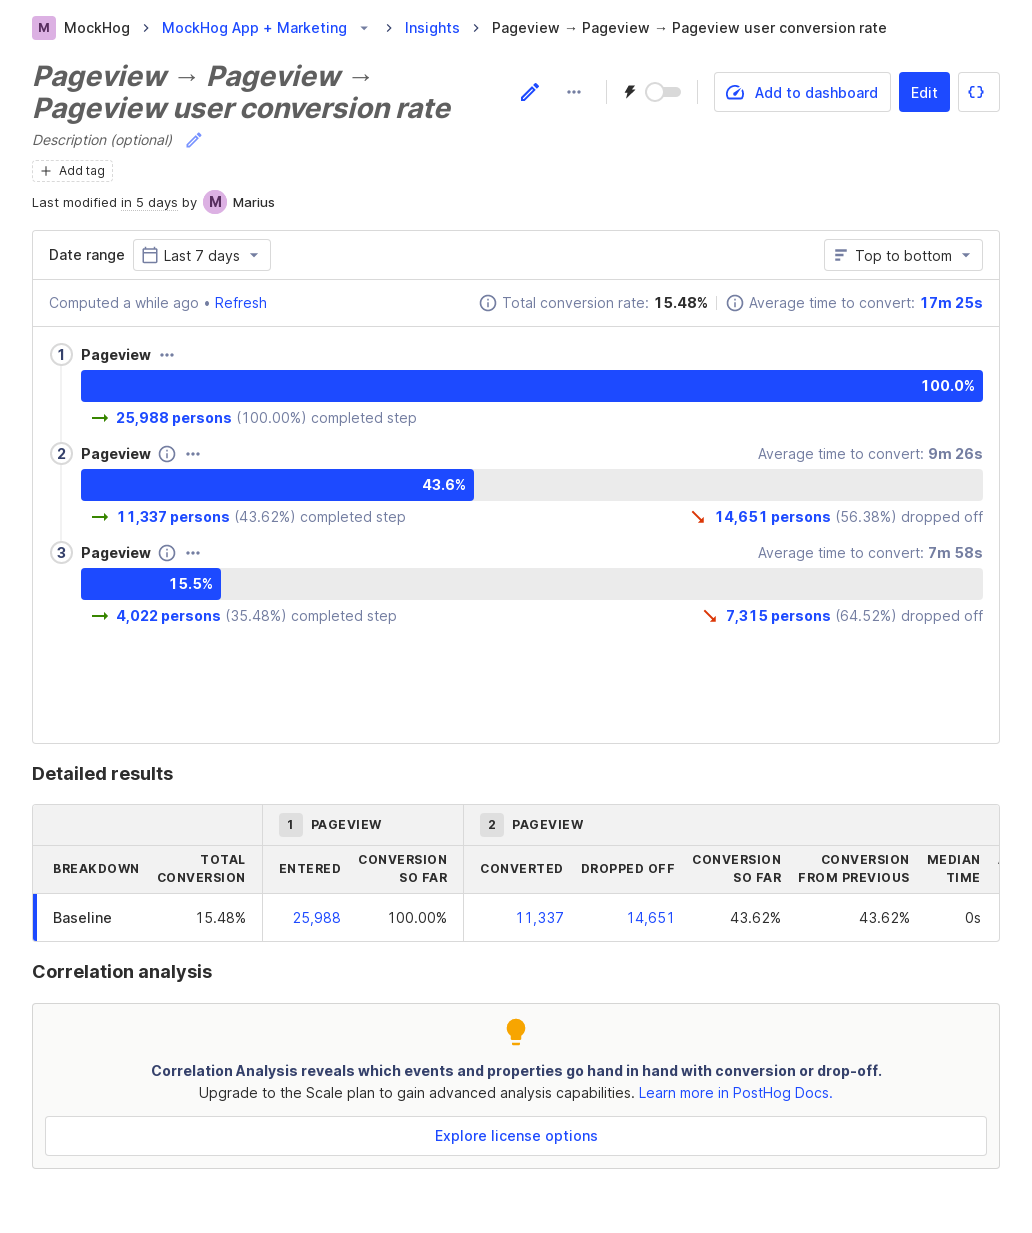 M MockHog > MockHog App + Marketing > Insights > Pageview → Pageview → Pageview user conversion rate
Pageview → Pageview →
Pageview user conversion rate
Add to dashboard
Edit
Description (optional)
+ Add tag
Last modified in 5 days by M Marius
Date range Last 7 days
Top to bottom
Computed a while ago • Refresh
Total conversion rate: 15.48%
Average time to convert: 17m 25s
1 Pageview
100.0%
25,988 persons (100.00%) completed step
2 Pageview
Average time to convert: 9m 26s
43.6%
11,337 persons (43.62%) completed step
14,651 persons (56.38%) dropped off
3 Pageview
Average time to convert: 7m 58s
15.5%
4,022 persons (35.48%) completed step
7,315 persons (64.52%) dropped off
Detailed results
1 PAGEVIEW
2 PAGEVIEW
BREAKDOWN
TOTAL
CONVERSION
ENTERED
CONVERSION
SO FAR
CONVERTED
DROPPED OFF
CONVERSION
SO FAR
CONVERSION
FROM PREVIOUS
MEDIAN
TIME
Baseline 15.48% 25,988 100.00% 11,337 14,651 43.62% 43.62% 0s
Correlation analysis
Correlation Analysis reveals which events and properties go hand in hand with conversion or drop-off.
Upgrade to the Scale plan to gain advanced analysis capabilities. Learn more in PostHog Docs.
Explore license options